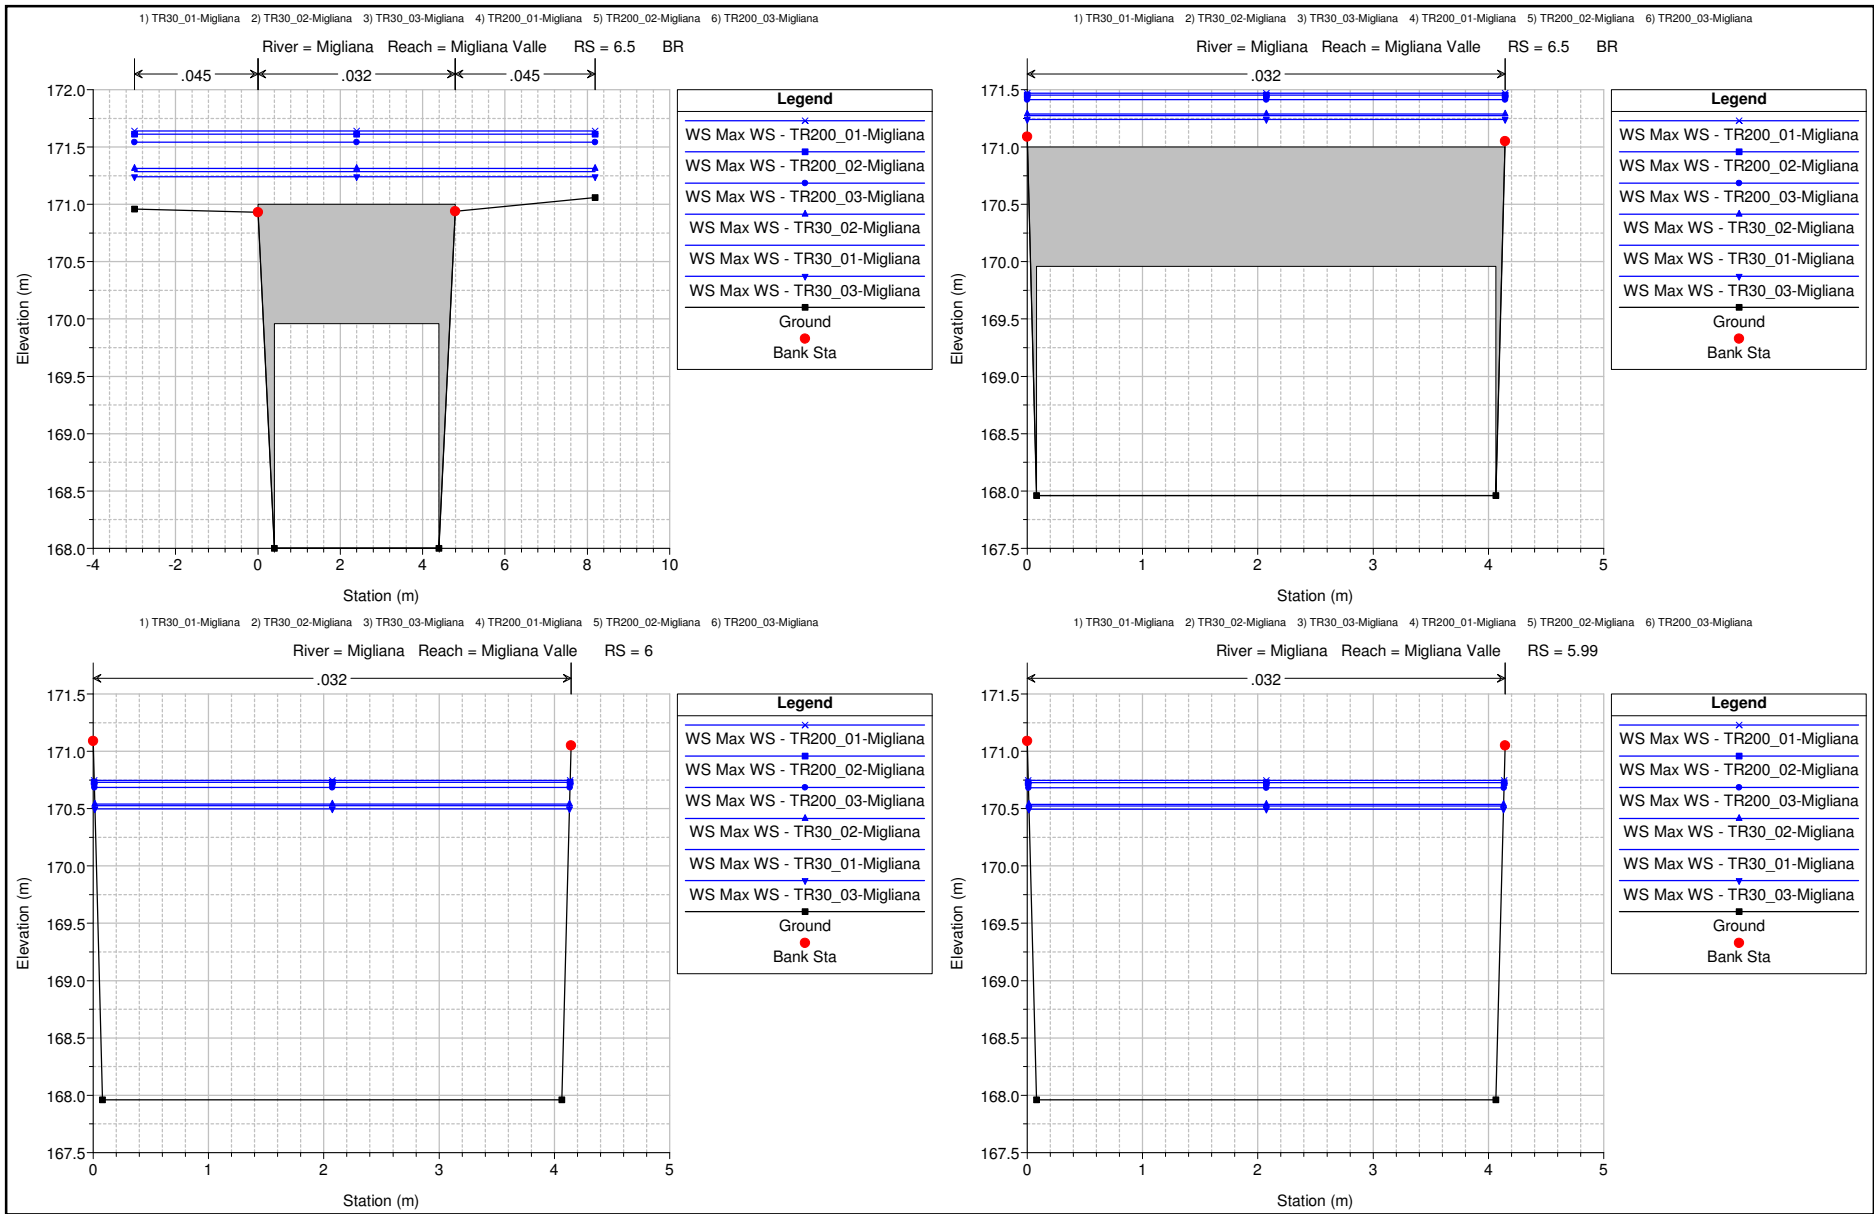 1) TR30_01-Migliana 2) TR30_02-Migliana 3) TR30_03-Migliana 4) TR200_01-Migliana 5) TR200_02-Migliana 6) TR200_03-Migliana
River = Migliana Reach = Migliana Valle RS = 6.5 BR
.045 .032 .045
172.0
171.5
171.0
170.5
170.0
169.5
169.0
168.5
168.0
-4 -2 0 2 4 6 8 10
Elevation (m)
Station (m)
Legend
WS Max WS - TR200_01-Migliana
WS Max WS - TR200_02-Migliana
WS Max WS - TR200_03-Migliana
WS Max WS - TR30_02-Migliana
WS Max WS - TR30_01-Migliana
WS Max WS - TR30_03-Migliana
Ground
Bank Sta
1) TR30_01-Migliana 2) TR30_02-Migliana 3) TR30_03-Migliana 4) TR200_01-Migliana 5) TR200_02-Migliana 6) TR200_03-Migliana
River = Migliana Reach = Migliana Valle RS = 6.5 BR
.032
171.5
171.0
170.5
170.0
169.5
169.0
168.5
168.0
167.5
0 1 2 3 4 5
Elevation (m)
Station (m)
Legend
WS Max WS - TR200_01-Migliana
WS Max WS - TR200_02-Migliana
WS Max WS - TR200_03-Migliana
WS Max WS - TR30_02-Migliana
WS Max WS - TR30_01-Migliana
WS Max WS - TR30_03-Migliana
Ground
Bank Sta
1) TR30_01-Migliana 2) TR30_02-Migliana 3) TR30_03-Migliana 4) TR200_01-Migliana 5) TR200_02-Migliana 6) TR200_03-Migliana
River = Migliana Reach = Migliana Valle RS = 6
.032
171.5
171.0
170.5
170.0
169.5
169.0
168.5
168.0
167.5
0 1 2 3 4 5
Elevation (m)
Station (m)
Legend
WS Max WS - TR200_01-Migliana
WS Max WS - TR200_02-Migliana
WS Max WS - TR200_03-Migliana
WS Max WS - TR30_02-Migliana
WS Max WS - TR30_01-Migliana
WS Max WS - TR30_03-Migliana
Ground
Bank Sta
1) TR30_01-Migliana 2) TR30_02-Migliana 3) TR30_03-Migliana 4) TR200_01-Migliana 5) TR200_02-Migliana 6) TR200_03-Migliana
River = Migliana Reach = Migliana Valle RS = 5.99
.032
171.5
171.0
170.5
170.0
169.5
169.0
168.5
168.0
167.5
0 1 2 3 4 5
Elevation (m)
Station (m)
Legend
WS Max WS - TR200_01-Migliana
WS Max WS - TR200_02-Migliana
WS Max WS - TR200_03-Migliana
WS Max WS - TR30_02-Migliana
WS Max WS - TR30_01-Migliana
WS Max WS - TR30_03-Migliana
Ground
Bank Sta